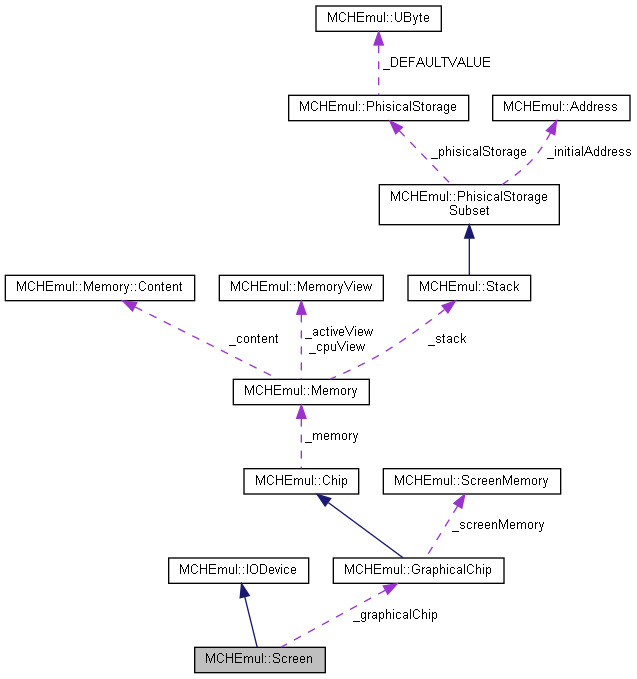 MCHEmul::UByte
_DEFAULTVALUE
MCHEmul::PhisicalStorage
MCHEmul::Address
_phisicalStorage
_initialAddress
MCHEmul::PhisicalStorage
Subset
MCHEmul::Memory::Content
MCHEmul::MemoryView
MCHEmul::Stack
_content
_activeView
_cpuView
_stack
MCHEmul::Memory
_memory
MCHEmul::Chip
MCHEmul::ScreenMemory
_screenMemory
MCHEmul::IODevice
MCHEmul::GraphicalChip
_graphicalChip
MCHEmul::Screen